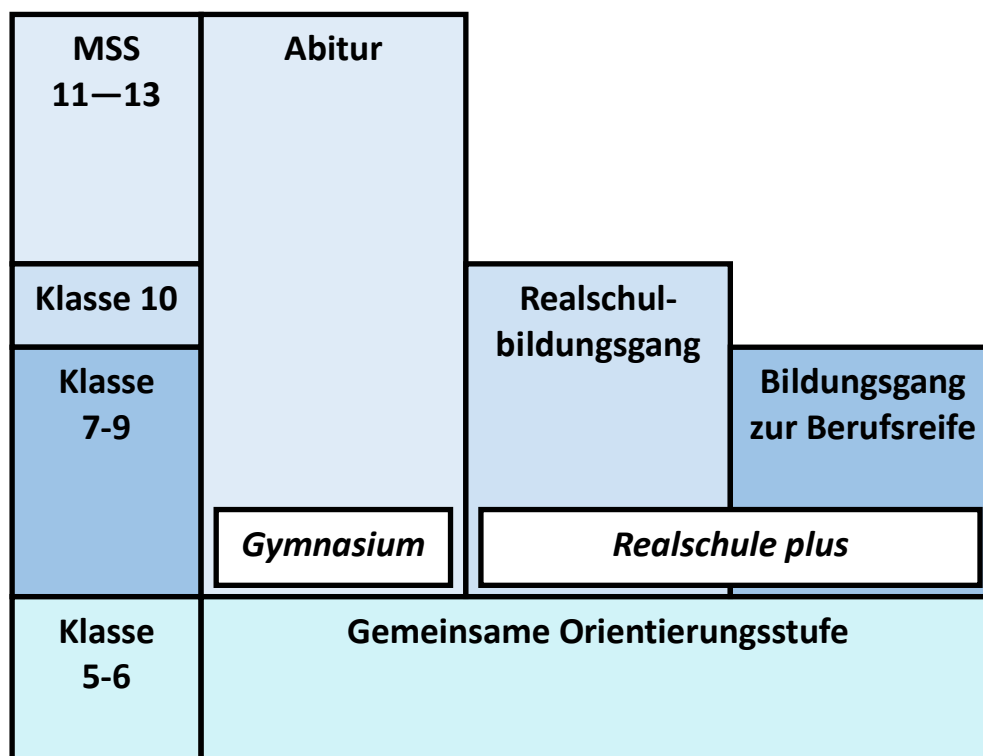 MSS
11—13
Abitur
Klasse 10
Realschul-
bildungsgang
Klasse
7-9
Bildungsgang
zur Berufsreife
Gymnasium
Realschule plus
Klasse
5-6
Gemeinsame Orientierungsstufe